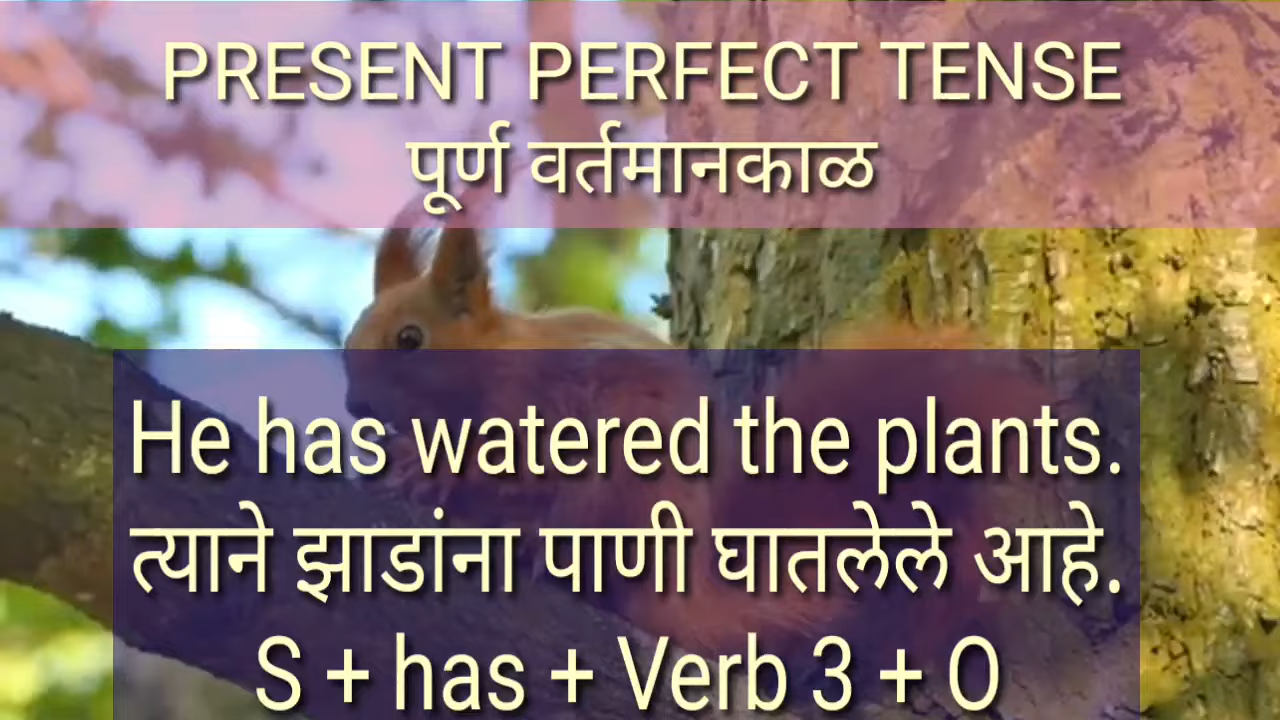 PRESENT PERFECT TENSE
पूर्ण वर्तमानकाळ
He has watered the plants.
त्याने झाडांना पाणी घातलेले आहे.
S + has + Verb 3 + O